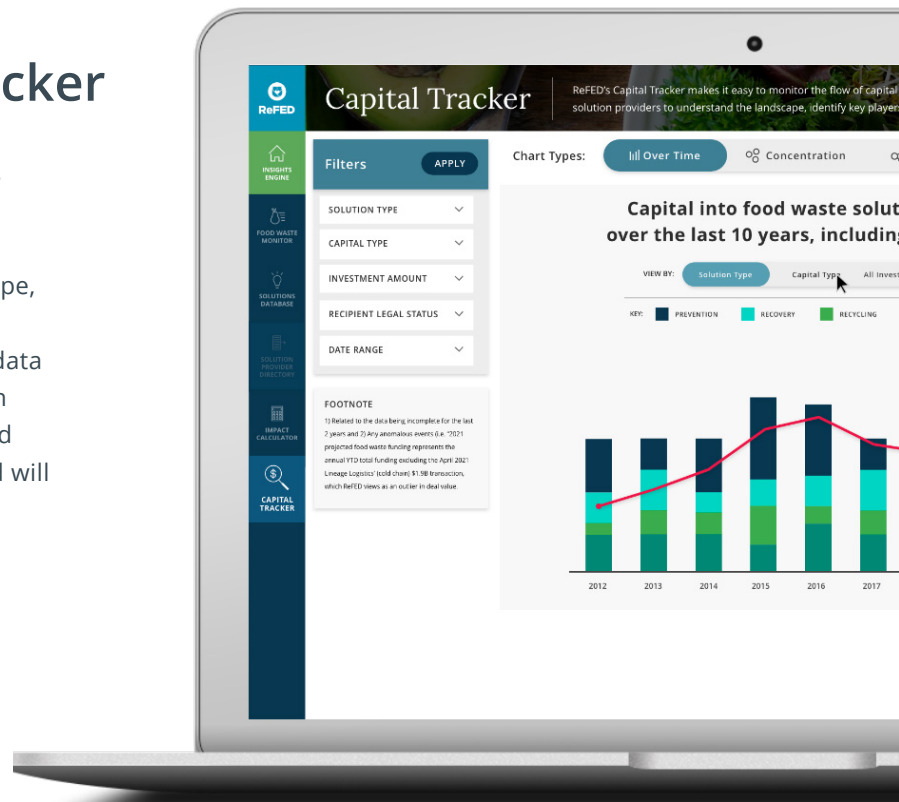 cker
pe,
data
n
d
l will
ReFED
Capital Tracker
ReFED's Capital Tracker makes it easy to monitor the flow of capital
solution providers to understand the landscape, identify key players
INSIGHTS
ENGINE
FOOD WASTE
MONITOR
SOLUTIONS
DATABASE
SOLUTION
PROVIDER
DIRECTORY
IMPACT
CALCULATOR
CAPITAL
TRACKER
Filters
APPLY
SOLUTION TYPE
CAPITAL TYPE
INVESTMENT AMOUNT
RECIPIENT LEGAL STATUS
DATE RANGE
FOOTNOTE
1) Related to the data being incomplete for the last
2 years and 2) Any anomalous events (i.e. "2021
projected food waste funding represents the
annual YTD total funding excluding the April 2021
Lineage Logistics' (cold chain) $1.9B transaction,
which ReFED views as an outlier in deal value.
Chart Types:
Over Time
Concentration
Capital into food waste solut
over the last 10 years, including
VIEW BY:
Solution Type
Capital Type
All Invest
KEY:
PREVENTION
RECOVERY
RECYCLING
2012 2013 2014 2015 2016 2017